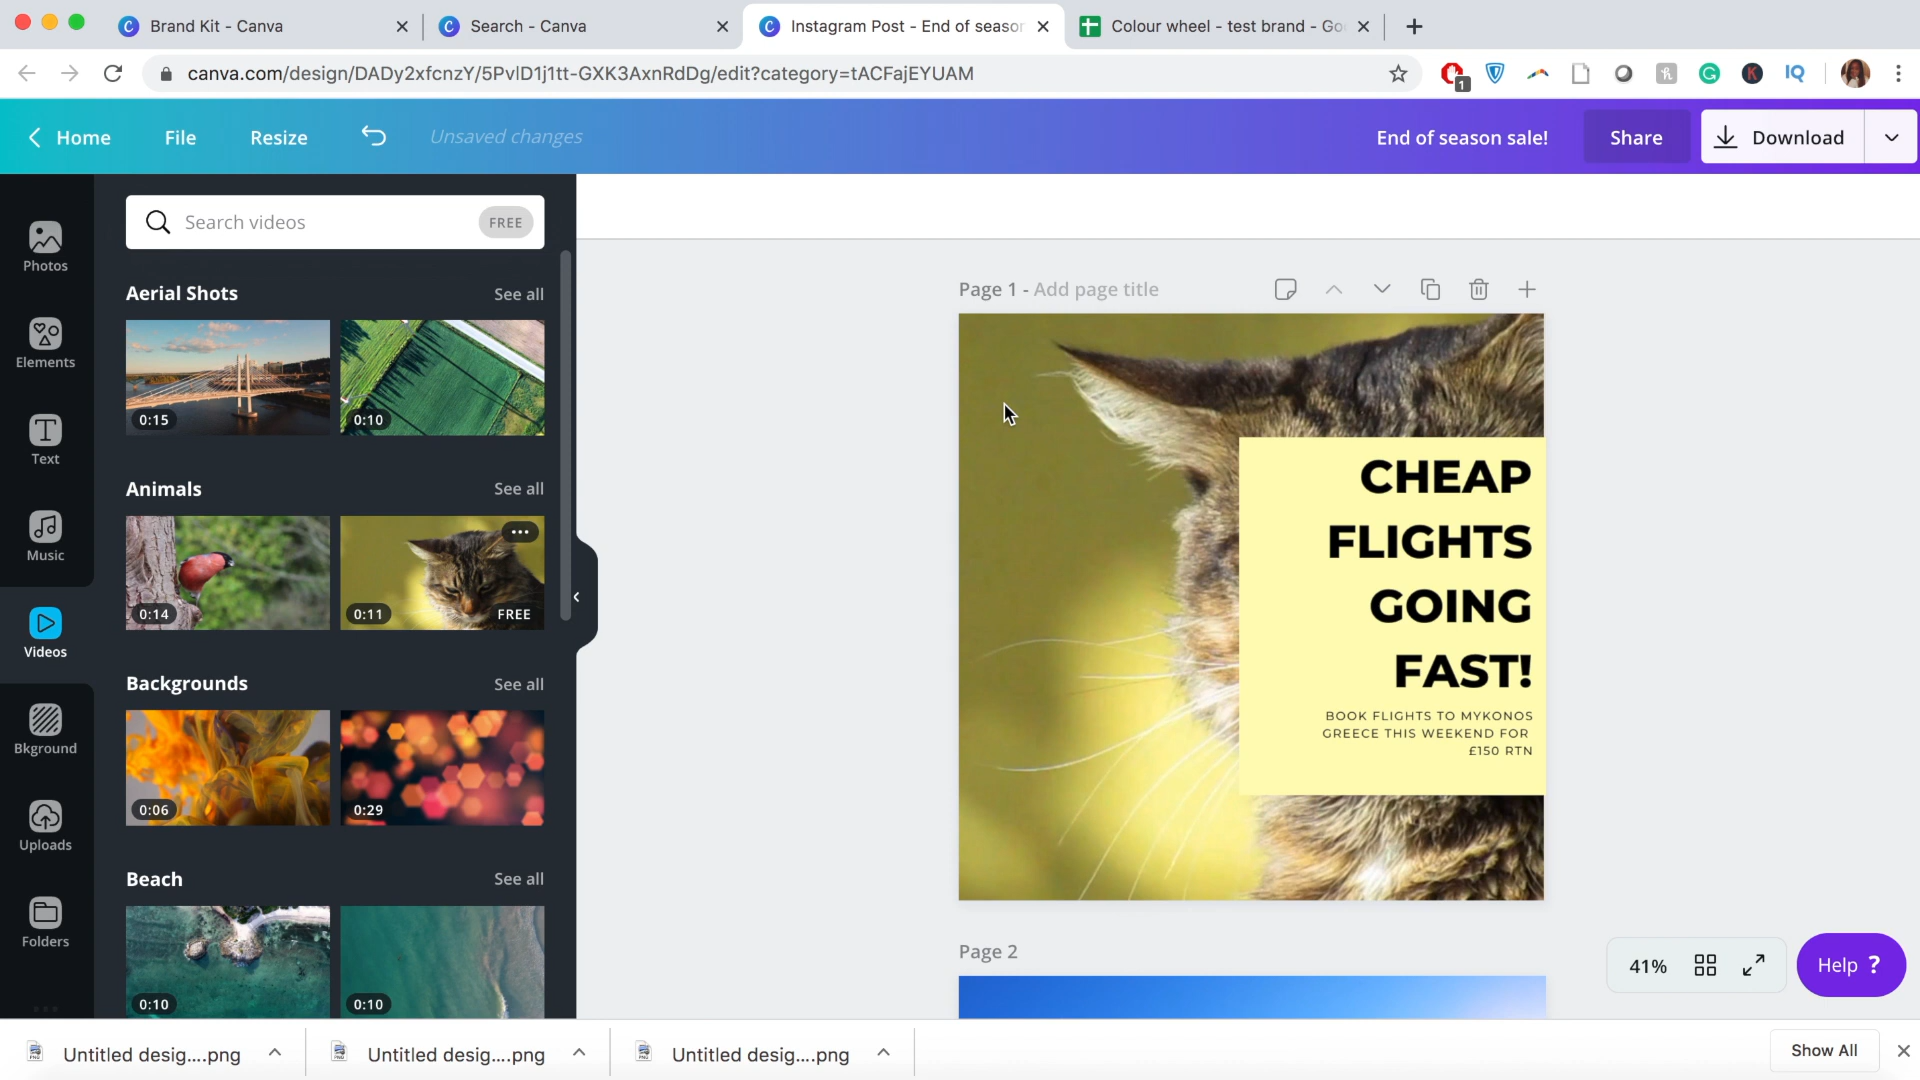 Brand Kit - Canva
Search - Canva
Instagram Post - End of seaso
Colour wheel - test brand - Go
canva.com/design/DADy2xfcnzY/5PvlD1j1tt-GXK3AxnRdDg/edit?category=tACFajEYUAM
1
IQ
Home
File
Resize
Unsaved changes
End of season sale!
Share
Download
Photos
Elements
Text
Music
Videos
Bkground
Uploads
Folders
Search videos
FREE
Aerial Shots
See all
0:15
0:10
Animals
See all
0:14
0:11
FREE
Backgrounds
See all
0:06
0:29
Beach
See all
0:10
0:10
Page 1 - Add page title
CHEAP
FLIGHTS
GOING
FAST!
BOOK FLIGHTS TO MYKONOS
GREECE THIS WEEKEND FOR
£150 RTN
Page 2
41%
Help ?
Untitled desig....png
Untitled desig....png
Untitled desig....png
Show All